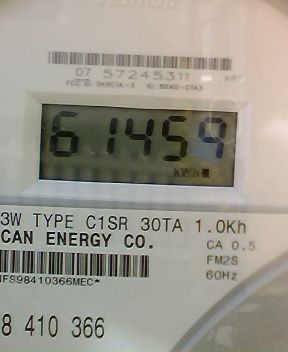 07 57245311
61459
kWh
3W TYPE C1SR 30TA 1.0Kh
CAN ENERGY CO.
CA 0.5
FM2S
60Hz
NFS98410366MEC*
8 410 366